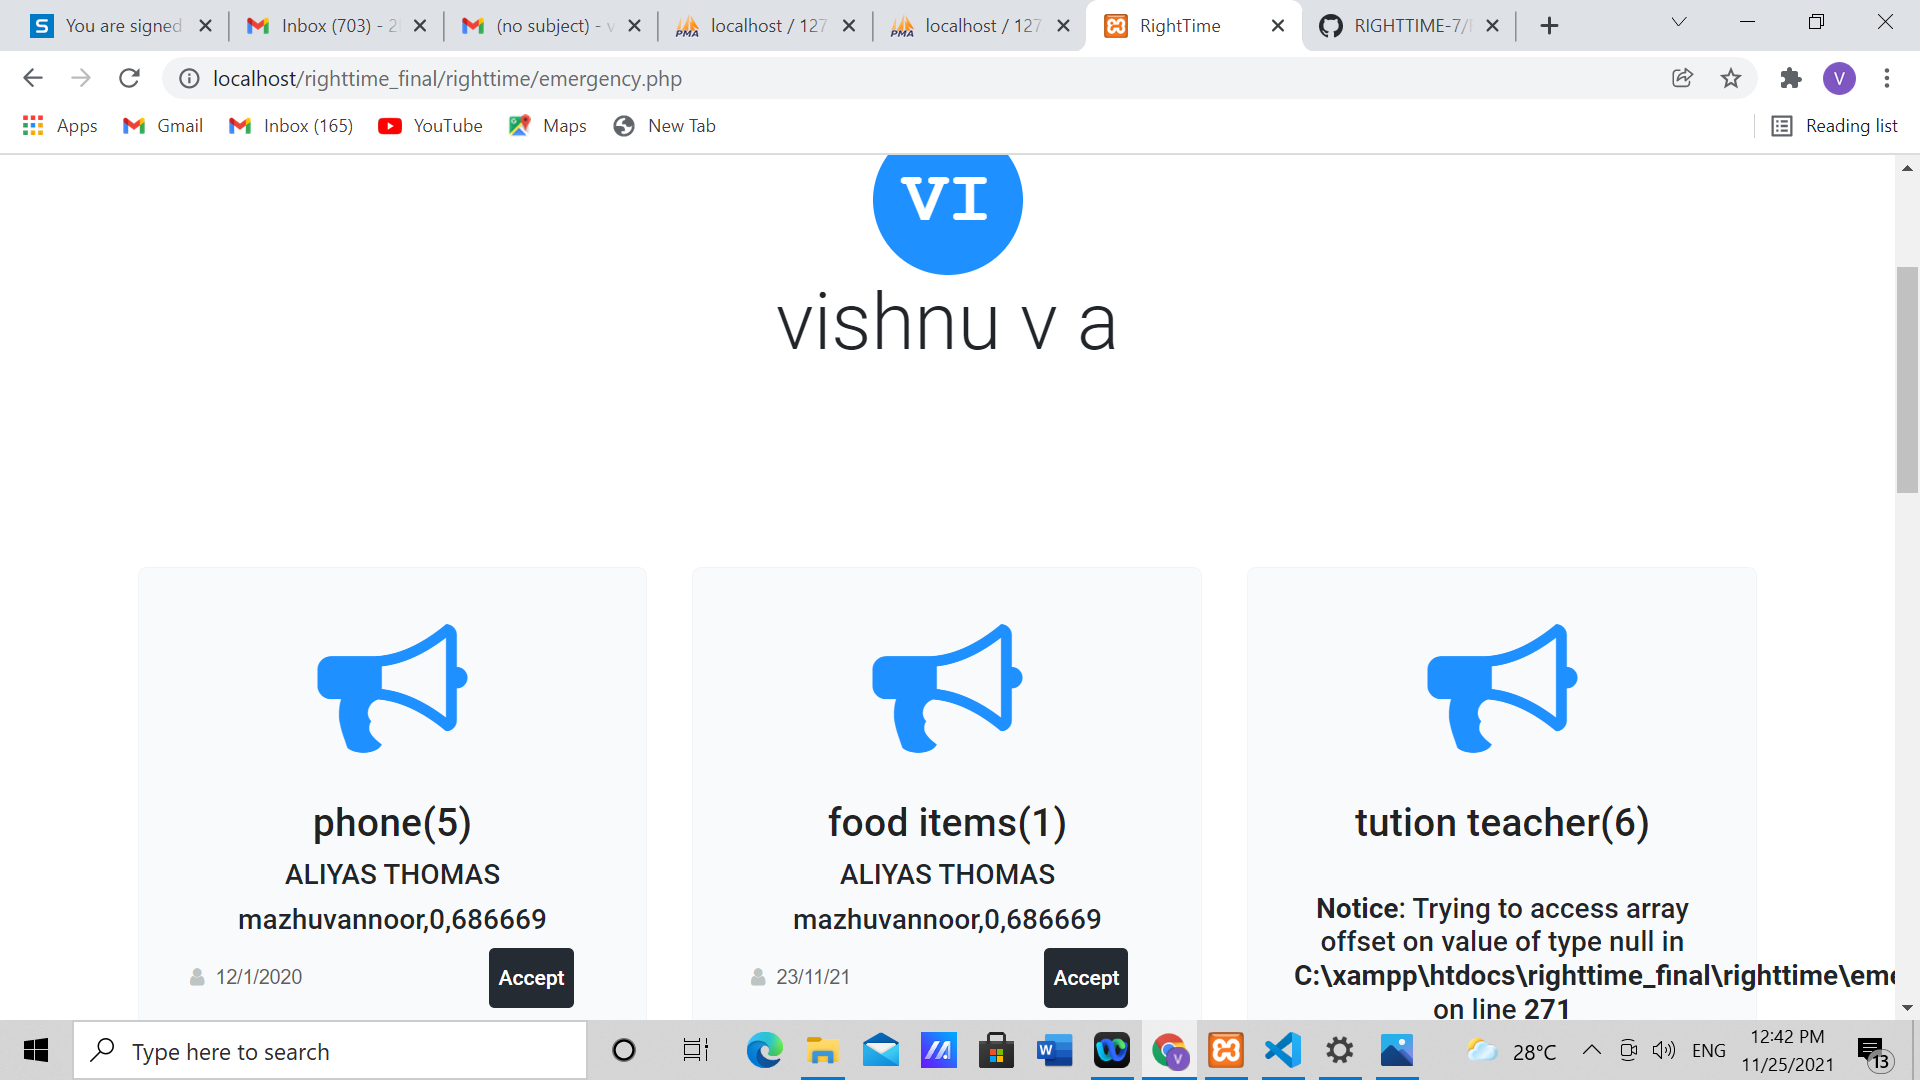 You are signed
Inbox (703) - 2
(no subject) - v
localhost / 127
localhost / 127
RightTime
RIGHTTIME-7/
localhost/righttime_final/righttime/emergency.php
V
Apps
Gmail
Inbox (165)
YouTube
Maps
New Tab
Reading list
VI
vishnu v a
phone(5)
ALIYAS THOMAS
mazhuvannoor,0,686669
12/1/2020
Accept
food items(1)
ALIYAS THOMAS
mazhuvannoor,0,686669
23/11/21
Accept
tution teacher(6)
Notice: Trying to access array
offset on value of type null in
C:\xampp\htdocs\righttime_final\righttime\eme
on line 271
Type here to search
28°C
ENG
12:42 PM
11/25/2021
13